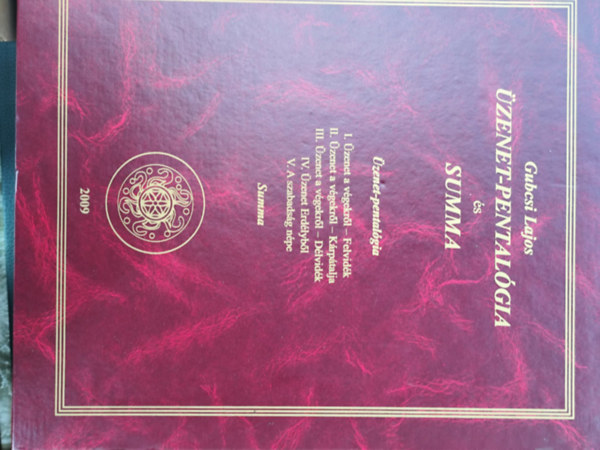 Gubcsi Lajos
ÜZENET-PENTALÓGIA
és
SUMMA
Üzenet-pentalógia
I. Üzenet a végekről – Felvidék
II. Üzenet a végekről – Kárpátalja
III. Üzenet a végekről – Délvidék
IV. Üzenet Erdélyből
V. A szabadság népe
Summa
2009